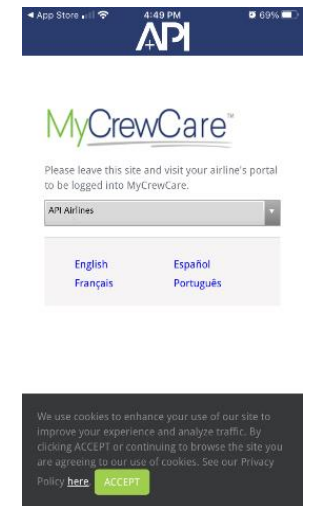 App Store 4:49 PM 69%
API
MyCrewCare™
Please leave this site and visit your airline's portal
to be logged into MyCrewCare.
API Airlines
English Español
Français Português
We use cookies to enhance your use of our site to
improve your experience and analyze traffic. By
clicking ACCEPT or continuing to browse the site you
are agreeing to our use of cookies. See our Privacy
Policy here. ACCEPT